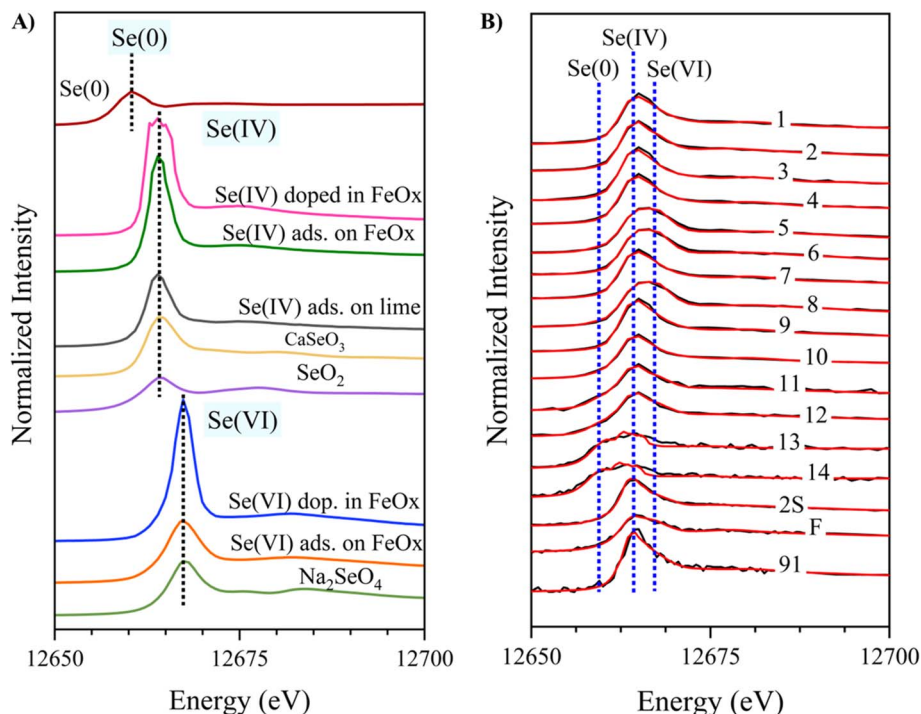 A)
Se(0)
Se(0)
Se(IV)
Se(IV) doped in FeOx
Se(IV) ads. on FeOx
Se(IV) ads. on lime
CaSeO₃
SeO₂
Se(VI)
Se(VI) dop. in FeOx
Se(VI) ads. on FeOx
Na₂SeO₄
Normalized Intensity
12650
12675
12700
Energy (eV)
B)
Se(IV)
Se(0)
Se(VI)
1
2
3
4
5
6
7
8
9
10
11
12
13
14
2S
F
91
Normalized Intensity
12650
12675
12700
Energy (eV)